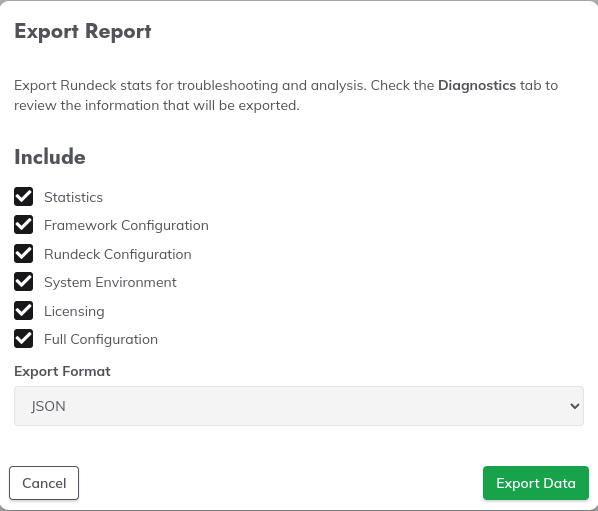 Export Report
Export Rundeck stats for troubleshooting and analysis. Check the Diagnostics tab to
review the information that will be exported.
Include
Statistics
Framework Configuration
Rundeck Configuration
System Environment
Licensing
Full Configuration
Export Format
JSON
Cancel
Export Data